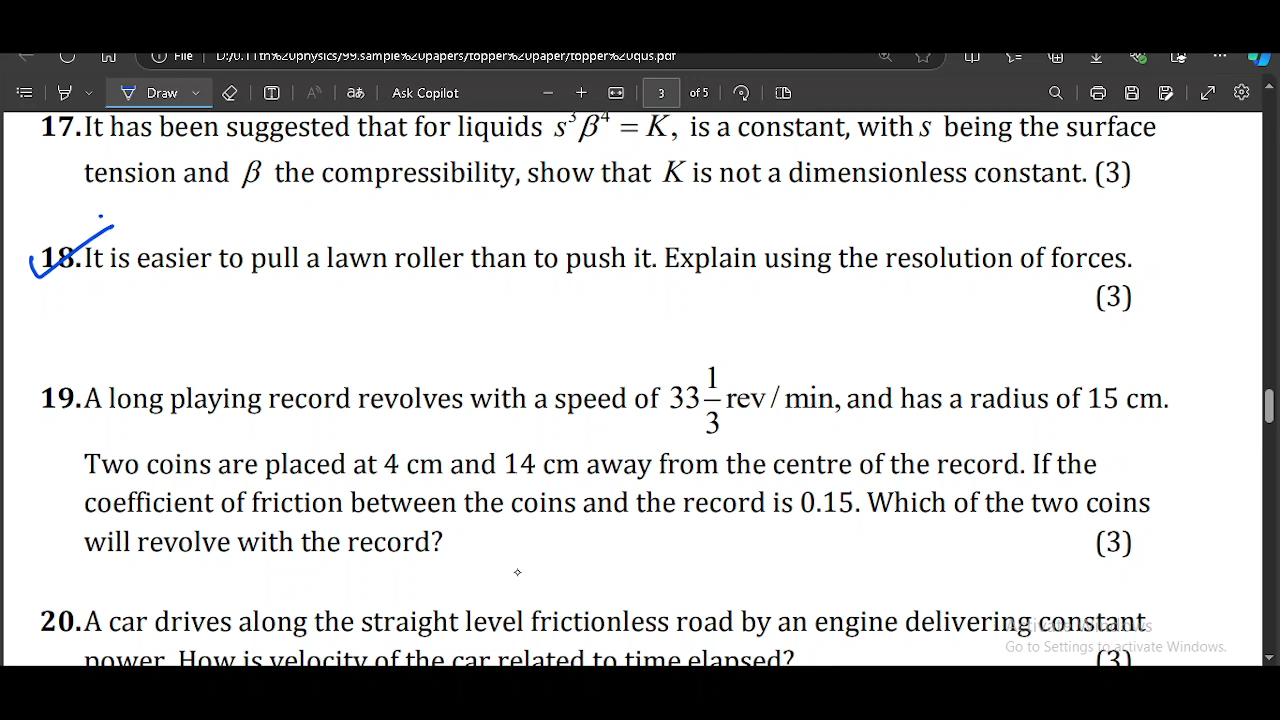 File D:/0.11th%20physics/99.sample%20papers/topper%20paper/topper%20qus.pdf
Draw aあ Ask Copilot 3 of 5
17. It has been suggested that for liquids s³β⁴ = K, is a constant, with s being the surface
tension and β the compressibility, show that K is not a dimensionless constant. (3)
18. It is easier to pull a lawn roller than to push it. Explain using the resolution of forces.
(3)
19. A long playing record revolves with a speed of 33 1/3 rev / min, and has a radius of 15 cm.
Two coins are placed at 4 cm and 14 cm away from the centre of the record. If the
coefficient of friction between the coins and the record is 0.15. Which of the two coins
will revolve with the record? (3)
20. A car drives along the straight level frictionless road by an engine delivering constant
power. How is velocity of the car related to time elapsed? (3)
Activate Windows
Go to Settings to activate Windows.